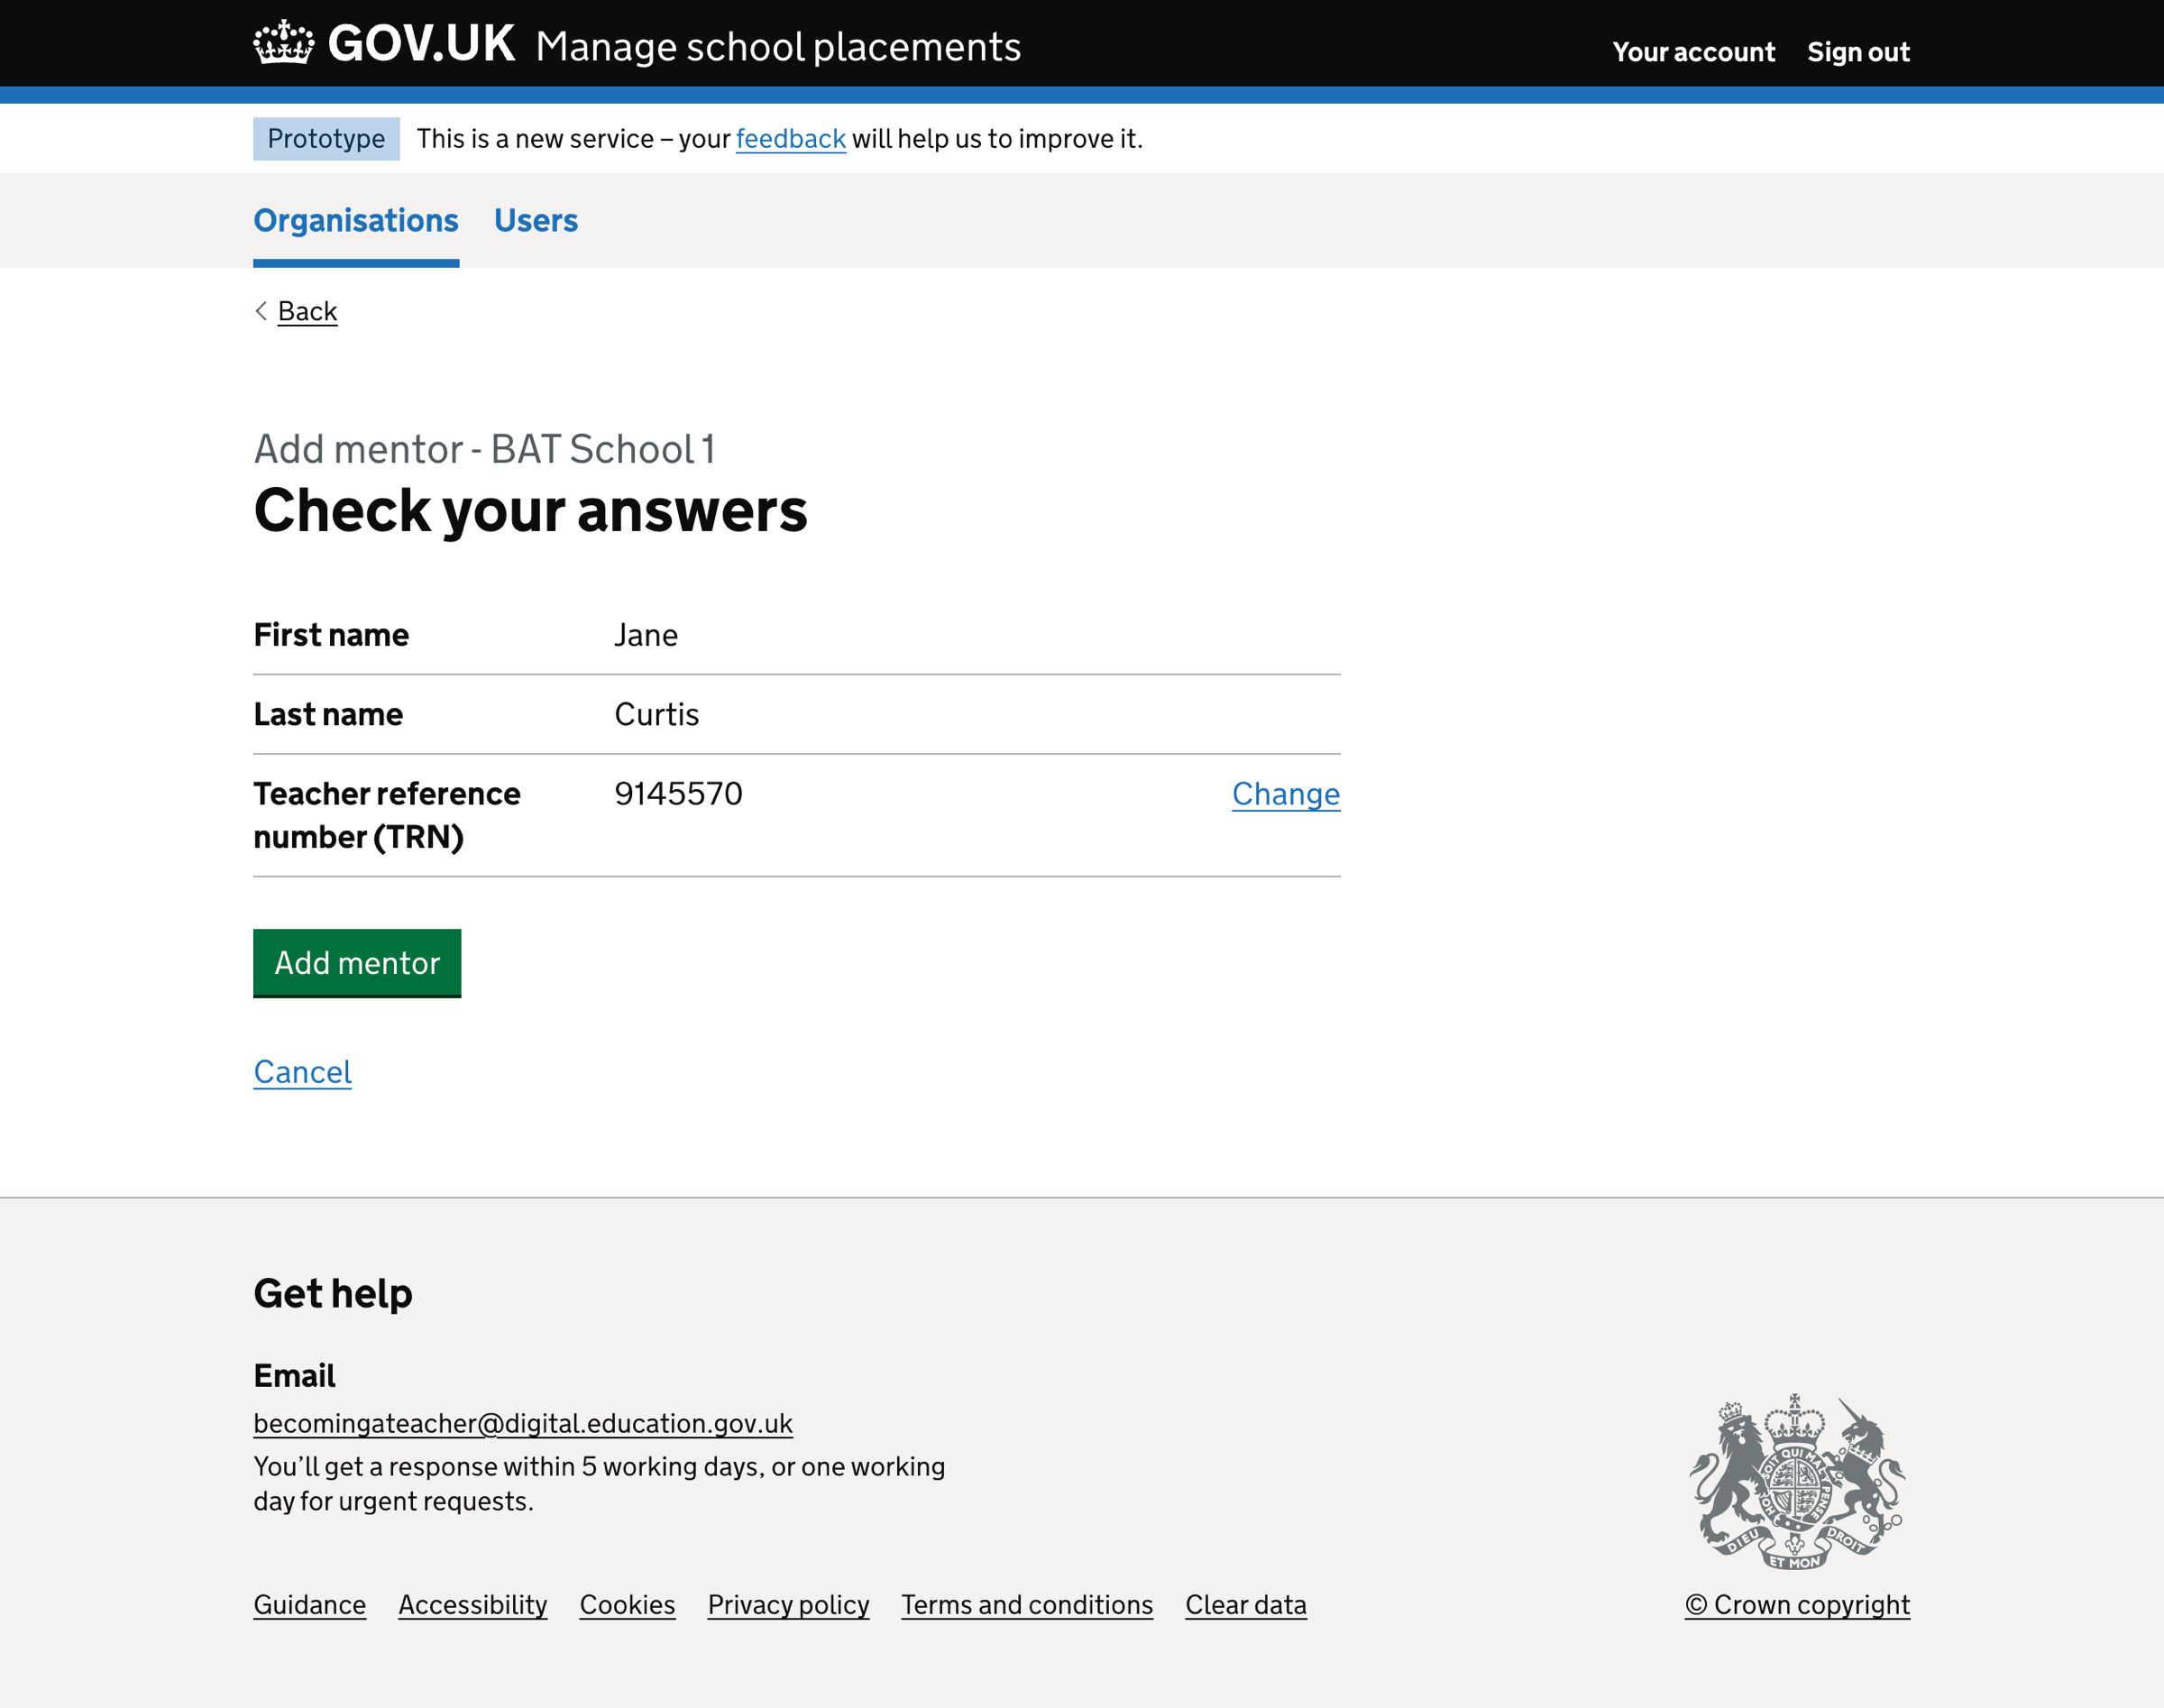 GOV.UK Manage school placements
Your account Sign out
Prototype This is a new service – your feedback will help us to improve it.
Organisations Users
Back
Add mentor - BAT School 1
Check your answers
First name Jane
Last name Curtis
Teacher reference number (TRN) 9145570 Change
Add mentor
Cancel
Get help
Email
becomingateacher@digital.education.gov.uk
You’ll get a response within 5 working days, or one working
day for urgent requests.
DIEU ET MON DROIT
Guidance Accessibility Cookies Privacy policy Terms and conditions Clear data
© Crown copyright